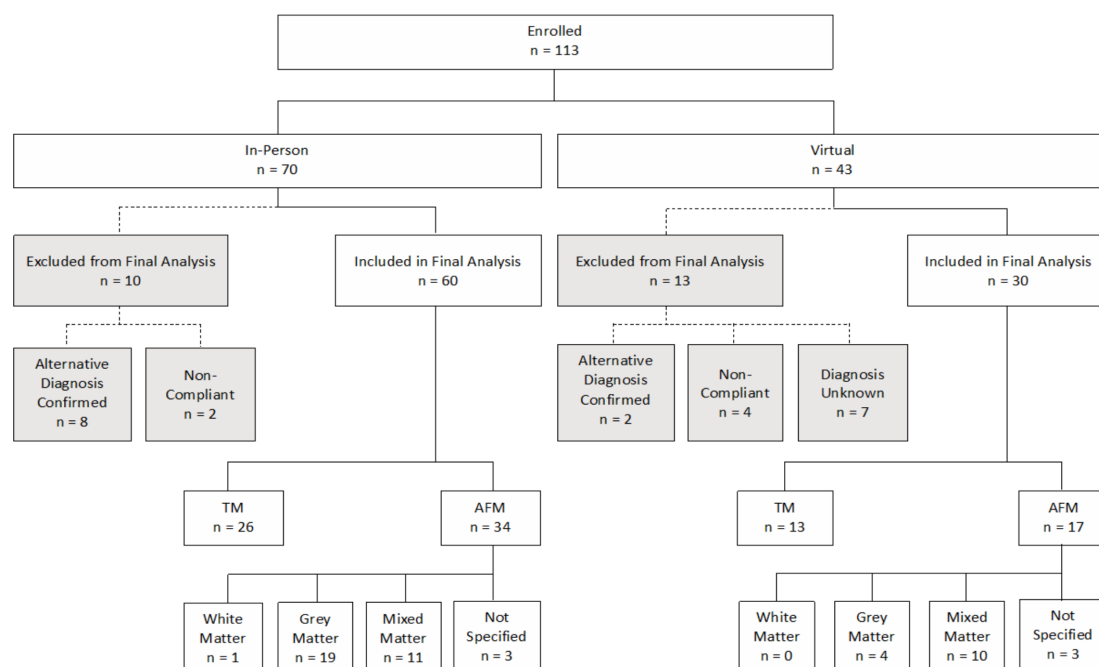 Enrolled
n = 113
In-Person
n = 70
Virtual
n = 43
Excluded from Final Analysis
n = 10
Included in Final Analysis
n = 60
Excluded from Final Analysis
n = 13
Included in Final Analysis
n = 30
Alternative
Diagnosis
Confirmed
n = 8
Non-
Compliant
n = 2
Alternative
Diagnosis
Confirmed
n = 2
Non-
Compliant
n = 4
Diagnosis
Unknown
n = 7
TM
n = 26
AFM
n = 34
TM
n = 13
AFM
n = 17
White
Matter
n = 1
Grey
Matter
n = 19
Mixed
Matter
n = 11
Not
Specified
n = 3
White
Matter
n = 0
Grey
Matter
n = 4
Mixed
Matter
n = 10
Not
Specified
n = 3